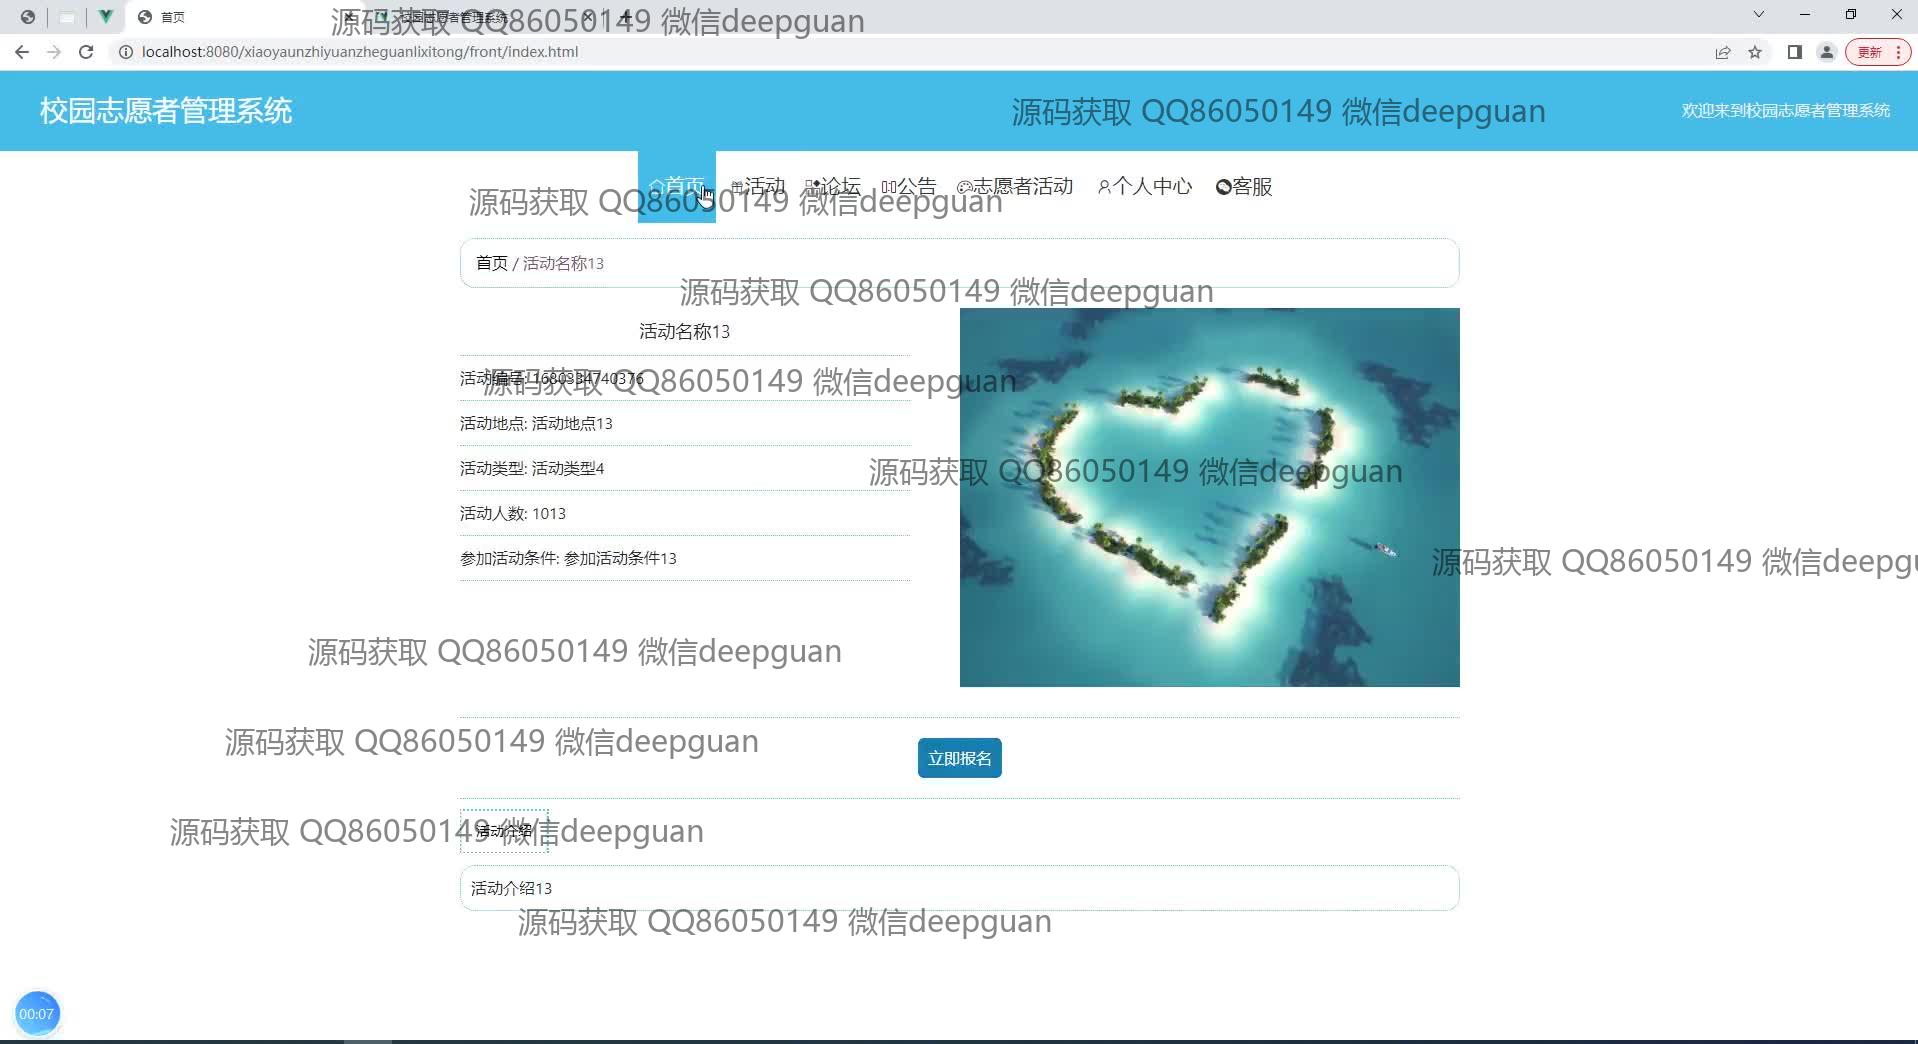 首页
校园志愿者管理系统
源码获取 QQ86050149 微信deepguan
localhost:8080/xiaoyaunzhiyuanzheguanlixitong/front/index.html
更新
校园志愿者管理系统
源码获取 QQ86050149 微信deepguan
欢迎来到校园志愿者管理系统
首页 活动 论坛 公告 志愿者活动 个人中心 客服
源码获取 QQ86050149 微信deepguan
首页 / 活动名称13
源码获取 QQ86050149 微信deepguan
活动名称13
活动编号: 1680334740376
源码获取 QQ86050149 微信deepguan
活动地点: 活动地点13
活动类型: 活动类型4
源码获取 QQ86050149 微信deepguan
活动人数: 1013
参加活动条件: 参加活动条件13
源码获取 QQ86050149 微信deepgu
源码获取 QQ86050149 微信deepguan
源码获取 QQ86050149 微信deepguan
立即报名
活动介绍
源码获取 QQ86050149 微信deepguan
活动介绍13
源码获取 QQ86050149 微信deepguan
00:07